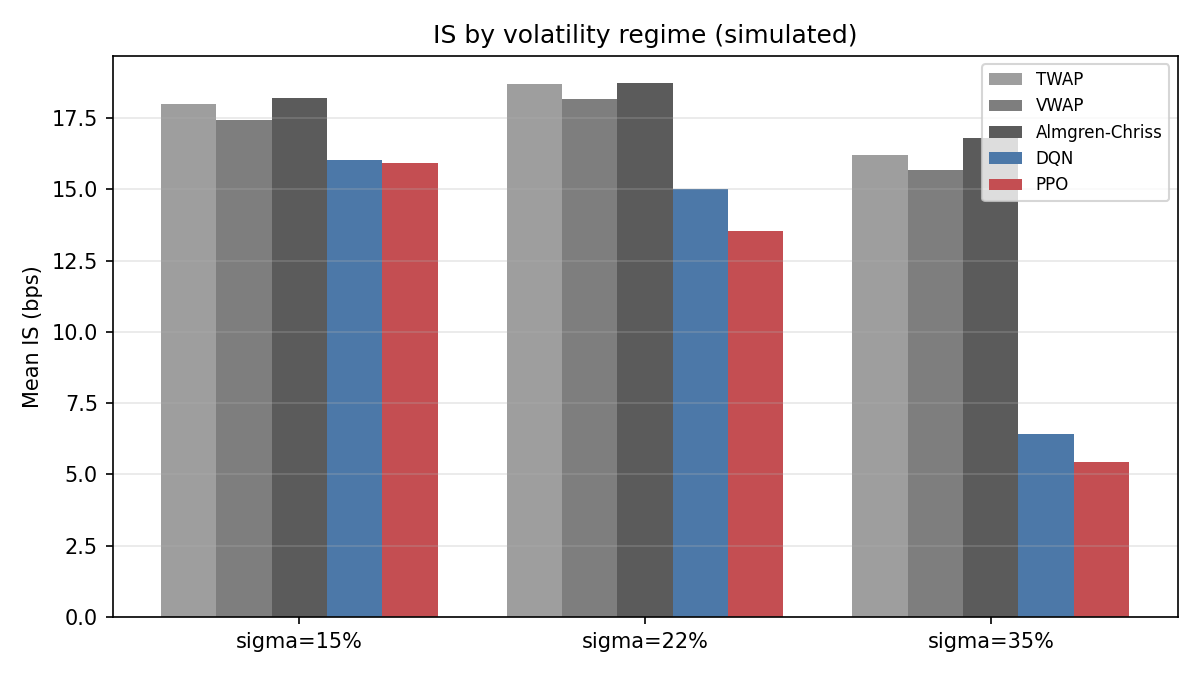 IS by volatility regime (simulated)
TWAP
VWAP
Almgren-Chriss
DQN
PPO
Mean IS (bps)
17.5
15.0
12.5
10.0
7.5
5.0
2.5
0.0
sigma=15%
sigma=22%
sigma=35%